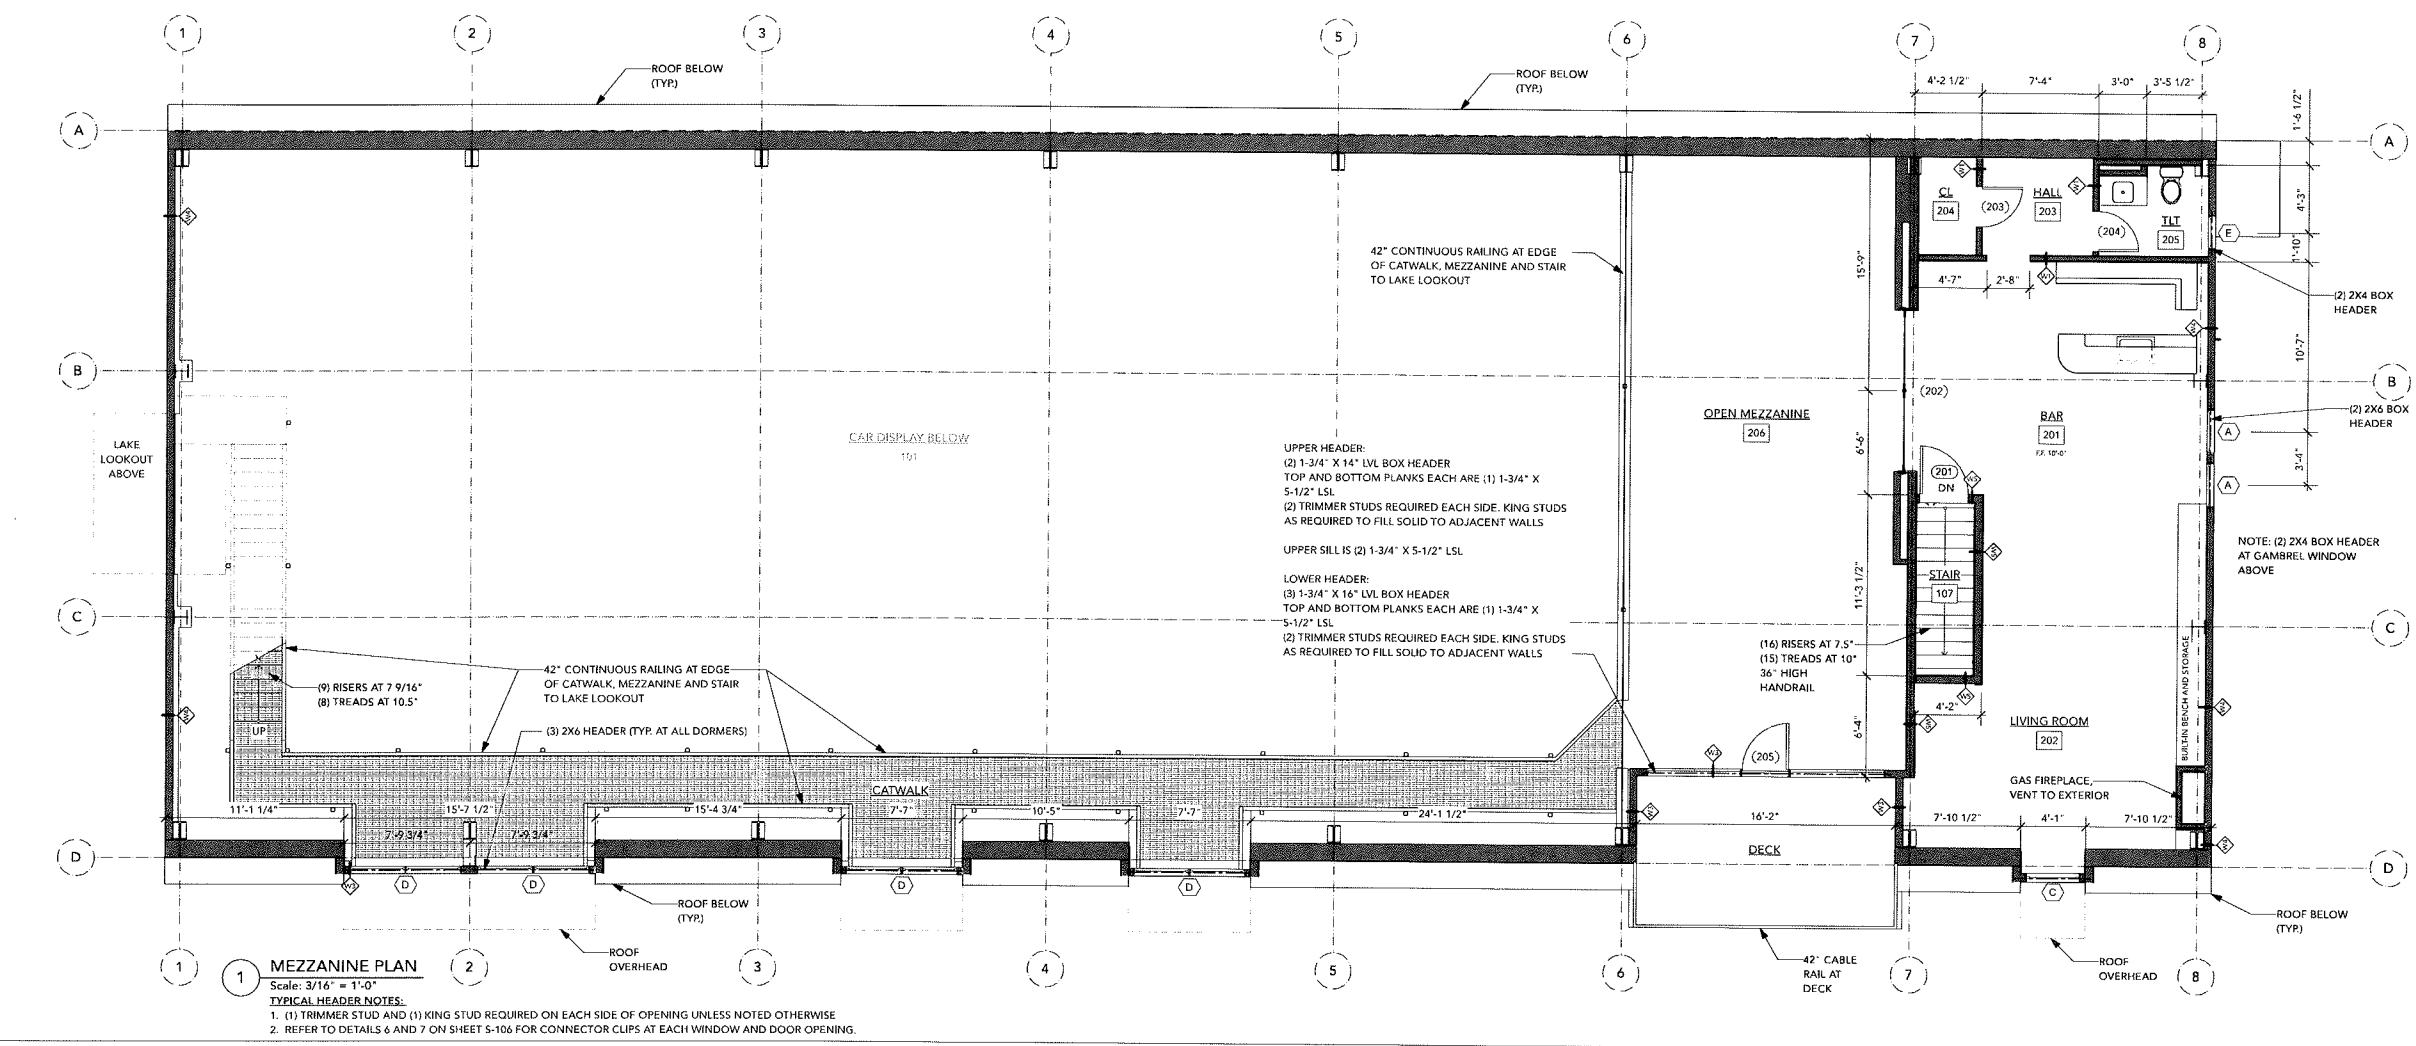 1
2
3
4
5
6
7
8
ROOF BELOW
(TYP.)
ROOF BELOW
(TYP.)
4'-2 1/2"
7'-4"
3'-0"
3'-5 1/2"
1'-6 1/2"
A
A
CL
204
(203)
HALL
203
TLT
205
(204)
E
4'-3"
1'-10"
42" CONTINUOUS RAILING AT EDGE
OF CATWALK, MEZZANINE AND STAIR
TO LAKE LOOKOUT
15'-9"
4'-7"
2'-8"
W1
(2) 2X4 BOX
HEADER
10'-7"
B
B
(202)
OPEN MEZZANINE
206
BAR
201
F.F. 10'-0"
(2) 2X6 BOX
HEADER
A
A
3'-4"
6'-6"
LAKE
LOOKOUT
ABOVE
CAR DISPLAY BELOW
101
UPPER HEADER:
(2) 1-3/4" X 14" LVL BOX HEADER
TOP AND BOTTOM PLANKS EACH ARE (1) 1-3/4" X
5-1/2" LSL
(2) TRIMMER STUDS REQUIRED EACH SIDE. KING STUDS
AS REQUIRED TO FILL SOLID TO ADJACENT WALLS
UPPER SILL IS (2) 1-3/4" X 5-1/2" LSL
LOWER HEADER:
(3) 1-3/4" X 16" LVL BOX HEADER
TOP AND BOTTOM PLANKS EACH ARE (1) 1-3/4" X
5-1/2" LSL
(2) TRIMMER STUDS REQUIRED EACH SIDE. KING STUDS
AS REQUIRED TO FILL SOLID TO ADJACENT WALLS
(201)
DN
W5
NOTE: (2) 2X4 BOX HEADER
AT GAMBREL WINDOW
ABOVE
11'-3 1/2"
STAIR
107
C
C
(16) RISERS AT 7.5"
(15) TREADS AT 10"
36" HIGH
HANDRAIL
W5
BUILT-IN BENCH AND STORAGE
42" CONTINUOUS RAILING AT EDGE
OF CATWALK, MEZZANINE AND STAIR
TO LAKE LOOKOUT
(9) RISERS AT 7 9/16"
(8) TREADS AT 10.5"
UP
(3) 2X6 HEADER (TYP. AT ALL DORMERS)
4'-2"
6'-4"
LIVING ROOM
202
W3
(205)
GAS FIREPLACE,
VENT TO EXTERIOR
CATWALK
11'-1 1/4"
15'-7 1/2"
15'-4 3/4"
7'-7"
10'-5"
7'-7"
24'-1 1/2"
16'-2"
7'-10 1/2"
4'-1"
7'-10 1/2"
7'-9 3/4"
7'-9 3/4"
DECK
D
D
W3
D
D
D
D
C
ROOF BELOW
(TYP.)
ROOF BELOW
(TYP.)
ROOF
OVERHEAD
42" CABLE
RAIL AT
DECK
ROOF
OVERHEAD
1
2
3
4
5
6
7
8
1
MEZZANINE PLAN
Scale: 3/16" = 1'-0"
TYPICAL HEADER NOTES:
1. (1) TRIMMER STUD AND (1) KING STUD REQUIRED ON EACH SIDE OF OPENING UNLESS NOTED OTHERWISE
2. REFER TO DETAILS 6 AND 7 ON SHEET S-106 FOR CONNECTOR CLIPS AT EACH WINDOW AND DOOR OPENING.